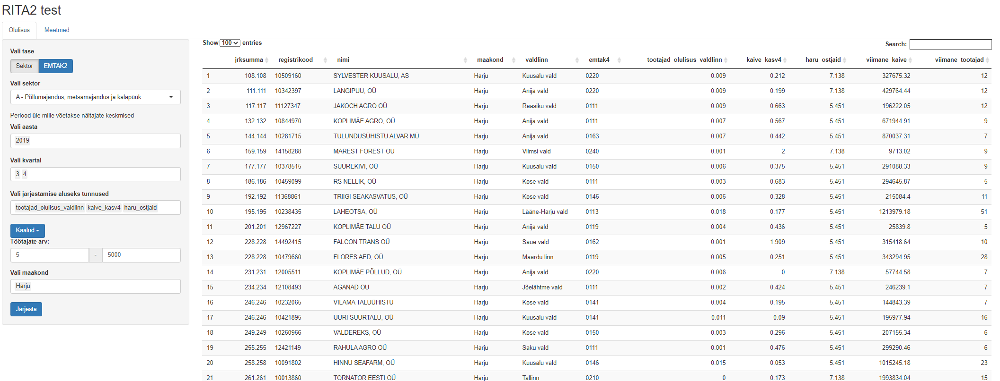 RITA2 test
Olulisus Meetmed
Vali tase
Sektor EMTAK2
Vali sektor
A - Põllumajandus, metsamajandus ja kalapüük
Periood üle mille võetakse näitajate keskmised
Vali aasta
2019
Vali kvartal
3 4
Vali järjestamise aluseks tunnused
tootajad_olulisus_valdlinn kaive_kasv4 haru_ostjaid
Kaalud
Töötajate arv:
5 - 5000
Vali maakond
Harju
Järjesta
Show 100 entries
Search:
jrksumma registrikood nimi maakond valdlinn emtak4 tootajad_olulisus_valdlinn kaive_kasv4 haru_ostjaid viimane_kaive viimane_tootajad
1 108.108 10509160 SYLVESTER KUUSALU, AS Harju Kuusalu vald 0220 0.009 0.212 7.138 327675.32 12
2 111.111 10342397 LANGIPUU, OÜ Harju Anija vald 0220 0.009 0.199 7.138 429764.44 12
3 117.117 11127347 JAKOCH AGRO OÜ Harju Raasiku vald 0111 0.009 0.663 5.451 196222.05 12
4 132.132 10844970 KOPLIMÄE AGRO, OÜ Harju Anija vald 0111 0.007 0.567 5.451 671944.91 9
5 144.144 10281715 TULUNDUSÜHISTU ALVAR MÜ Harju Anija vald 0163 0.007 0.442 5.451 870037.31 7
6 159.159 14158288 MAREST FOREST OÜ Harju Viimsi vald 0240 0.001 2 7.138 9713.02 9
7 177.177 10378515 SUUREKIVI, OÜ Harju Kuusalu vald 0150 0.006 0.375 5.451 291088.33 9
8 186.186 10459099 RS NELLIK, OÜ Harju Kose vald 0111 0.003 0.683 5.451 294645.87 5
9 192.192 11368861 TRIIGI SEAKASVATUS, OÜ Harju Kose vald 0146 0.006 0.328 5.451 215084.4 11
10 195.195 10238435 LAHEOTSA, OÜ Harju Lääne-Harju vald 0113 0.018 0.177 5.451 1213979.18 51
11 201.201 12967227 KOPLIMÄE TALU OÜ Harju Anija vald 0119 0.004 0.436 5.451 25839.8 5
12 228.228 14492415 FALCON TRANS OÜ Harju Saue vald 0162 0.001 1.909 5.451 315418.64 10
13 228.228 10479660 FLORES AED, OÜ Harju Maardu linn 0119 0.005 0.251 5.451 343294.95 28
14 231.231 12005511 KOPLIMÄE PÕLLUD, OÜ Harju Anija vald 0220 0.006 0 7.138 57744.58 7
15 234.234 12108493 AGANAD OÜ Harju Jõelähtme vald 0111 0.002 0.424 5.451 246239.1 7
16 246.246 10232065 VILAMA TALUÜHISTU Harju Kose vald 0141 0.004 0.195 5.451 144843.39 7
17 246.246 10421895 UURI SUURTALU, OÜ Harju Kuusalu vald 0141 0.011 0.09 5.451 195977.94 16
18 249.249 10260966 VALDEREKS, OÜ Harju Kose vald 0150 0.003 0.296 5.451 207155.34 6
19 255.255 12421149 RAHULA AGRO OÜ Harju Saku vald 0111 0.001 0.476 5.451 299290.46 6
20 258.258 10091802 HINNU SEAFARM, OÜ Harju Kuusalu vald 0146 0.015 0.053 5.451 1015245.18 23
21 261.261 10013860 TORNATOR EESTI OÜ Harju Tallinn 0210 0 0.173 7.138 1993834.04 15